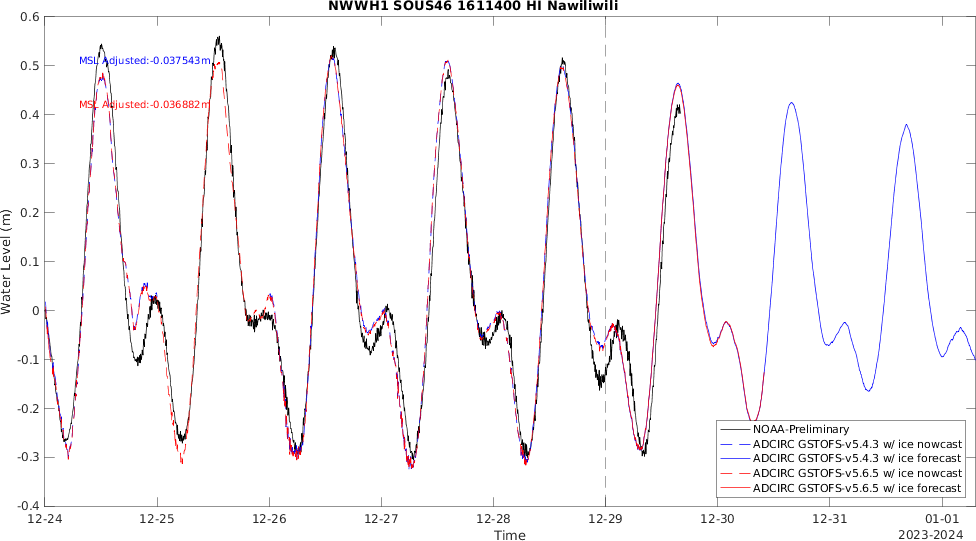 NWWH1 SOUS46 1611400 HI Nawiliwili
0.6
0.5
0.4
0.3
0.2
0.1
0
-0.1
-0.2
-0.3
-0.4
Water Level (m)
MSL Adjusted:-0.037543m
MSL Adjusted:-0.036882m
NOAA-Preliminary
ADCIRC GSTOFS-v5.4.3 w/ ice nowcast
ADCIRC GSTOFS-v5.4.3 w/ ice forecast
ADCIRC GSTOFS-v5.6.5 w/ ice nowcast
ADCIRC GSTOFS-v5.6.5 w/ ice forecast
12-24 12-25 12-26 12-27 12-28 12-29 12-30 12-31 01-01
Time
2023-2024